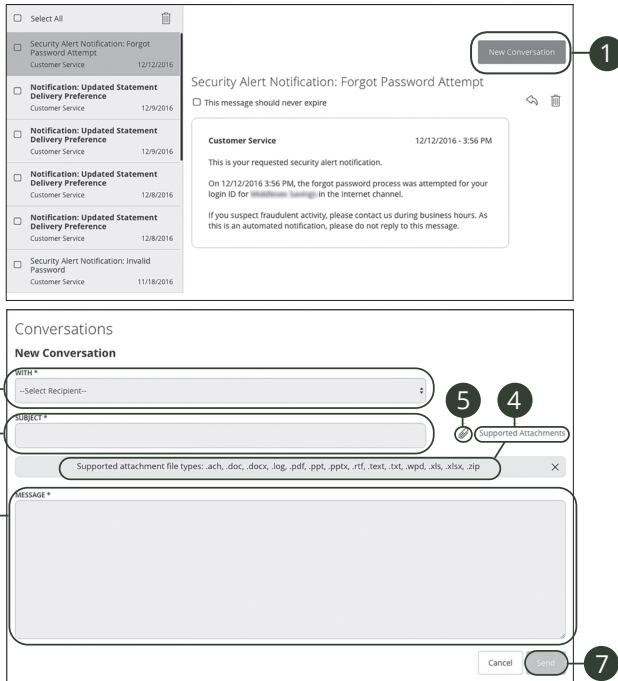 Select All
Security Alert Notification: Forgot
Password Attempt
Customer Service 12/12/2016
Notification: Updated Statement
Delivery Preference
Customer Service 12/9/2016
Notification: Updated Statement
Delivery Preference
Customer Service 12/9/2016
Notification: Updated Statement
Delivery Preference
Customer Service 12/8/2016
Notification: Updated Statement
Delivery Preference
Customer Service 12/8/2016
Security Alert Notification: Invalid
Password
Customer Service 11/18/2016
New Conversation
1
Security Alert Notification: Forgot Password Attempt
This message should never expire
Customer Service 12/12/2016 - 3:56 PM
This is your requested security alert notification.
On 12/12/2016 3:56 PM, the forgot password process was attempted for your
login ID for in the Internet channel.
If you suspect fraudulent activity, please contact us during business hours. As
this is an automated notification, please do not reply to this message.
Conversations
New Conversation
WITH *
--Select Recipient--
SUBJECT *
5
4
Supported Attachments
Supported attachment file types: .ach, .doc, .docx, .log, .pdf, .ppt, .pptx, .rtf, .text, .txt, .wpd, .xls, .xlsx, .zip
MESSAGE *
Cancel
Send
7